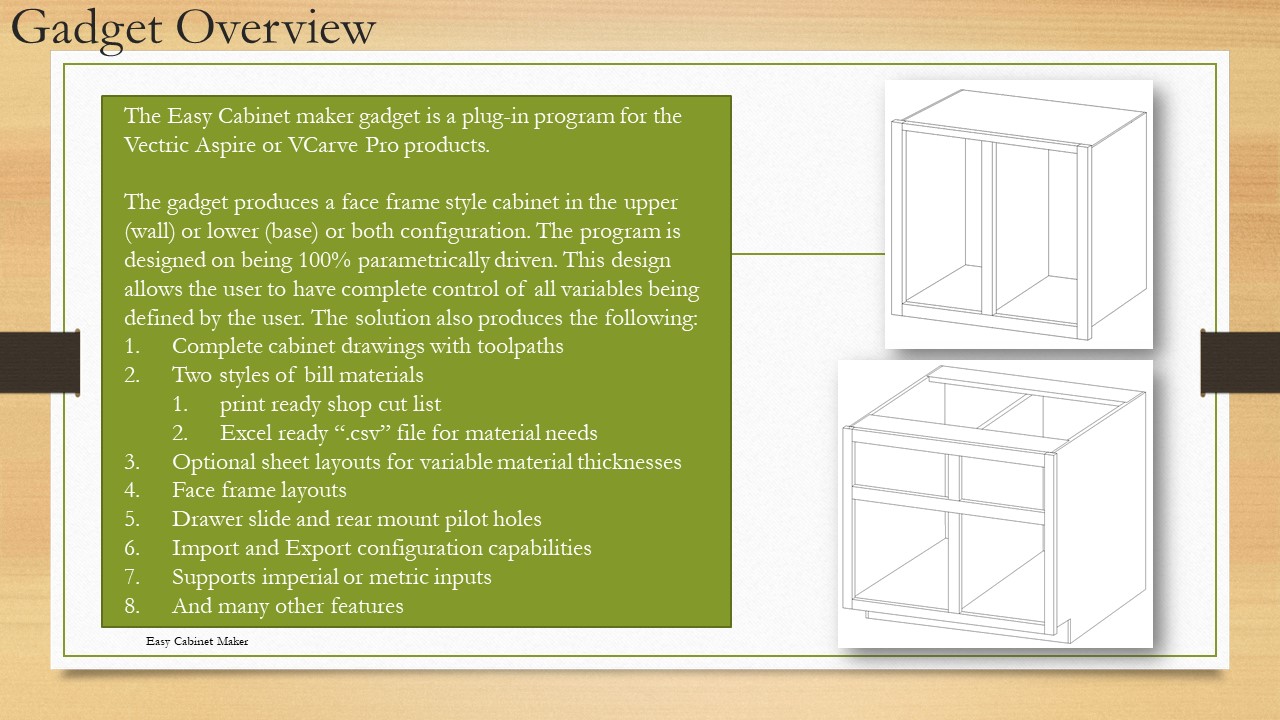 Gadget Overview
The Easy Cabinet maker gadget is a plug-in program for the
Vectric Aspire or VCarve Pro products.
The gadget produces a face frame style cabinet in the upper
(wall) or lower (base) or both configuration. The program is
designed on being 100% parametrically driven. This design
allows the user to have complete control of all variables being
defined by the user. The solution also produces the following:
1. Complete cabinet drawings with toolpaths
2. Two styles of bill materials
1. print ready shop cut list
2. Excel ready “.csv” file for material needs
3. Optional sheet layouts for variable material thicknesses
4. Face frame layouts
5. Drawer slide and rear mount pilot holes
6. Import and Export configuration capabilities
7. Supports imperial or metric inputs
8. And many other features
Easy Cabinet Maker